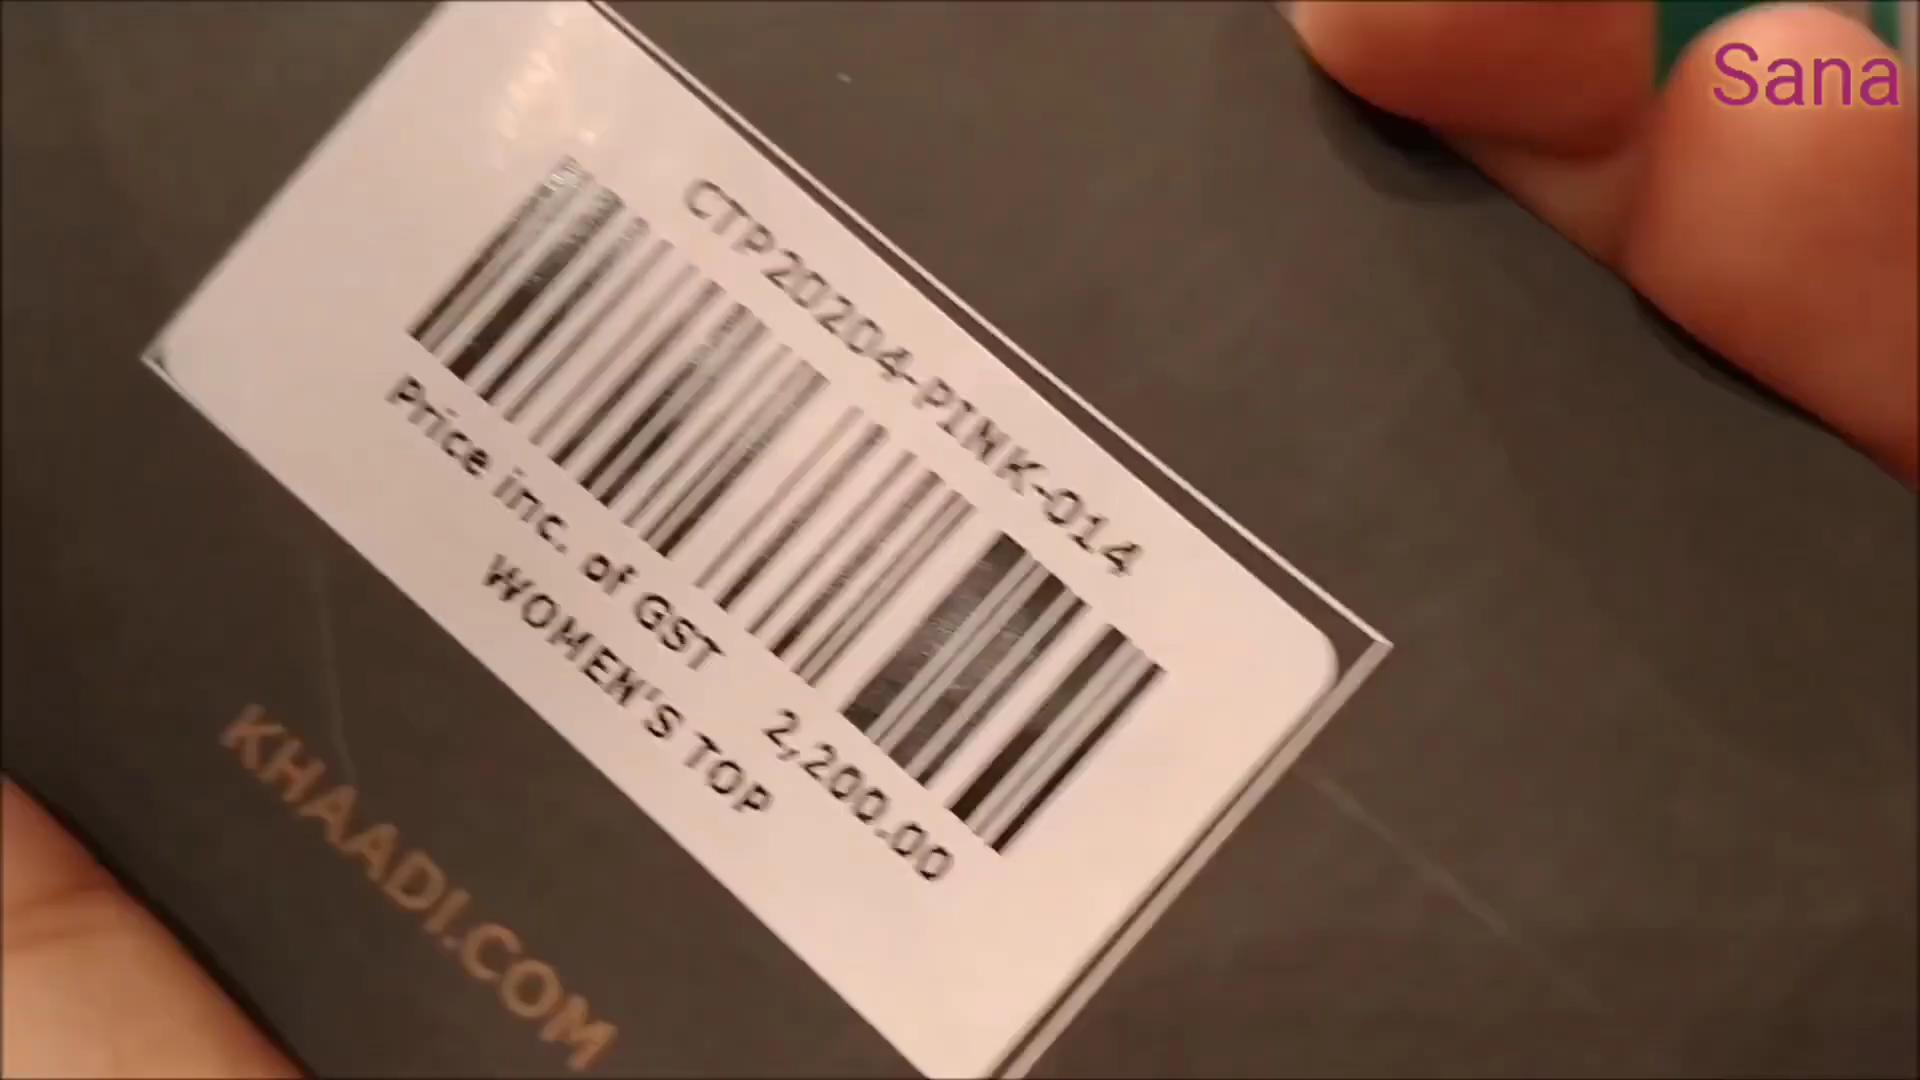 Sana
CTP20204-PINK-014
Price inc. of GST 2,200.00
WOMEN'S TOP
KHAADI.COM